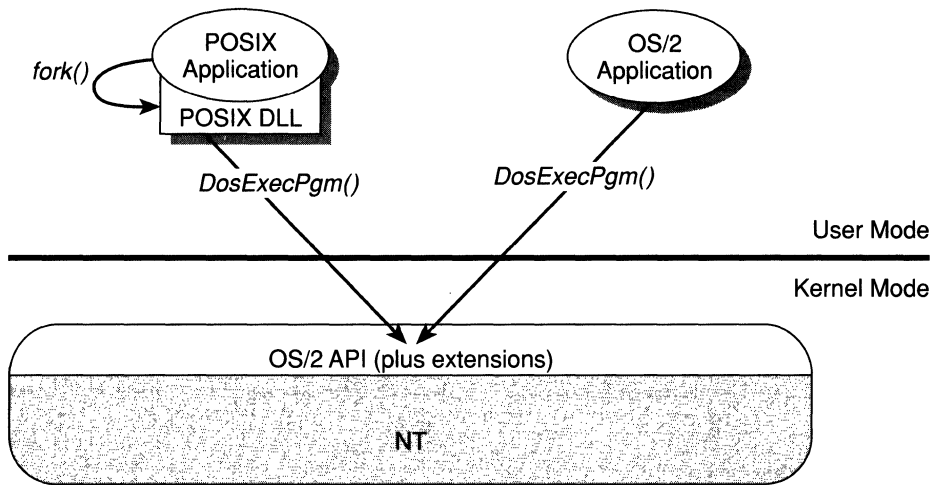 POSIX
Application
fork()
POSIX DLL
OS/2
Application
DosExecPgm()
DosExecPgm()
User Mode
Kernel Mode
OS/2 API (plus extensions)
NT